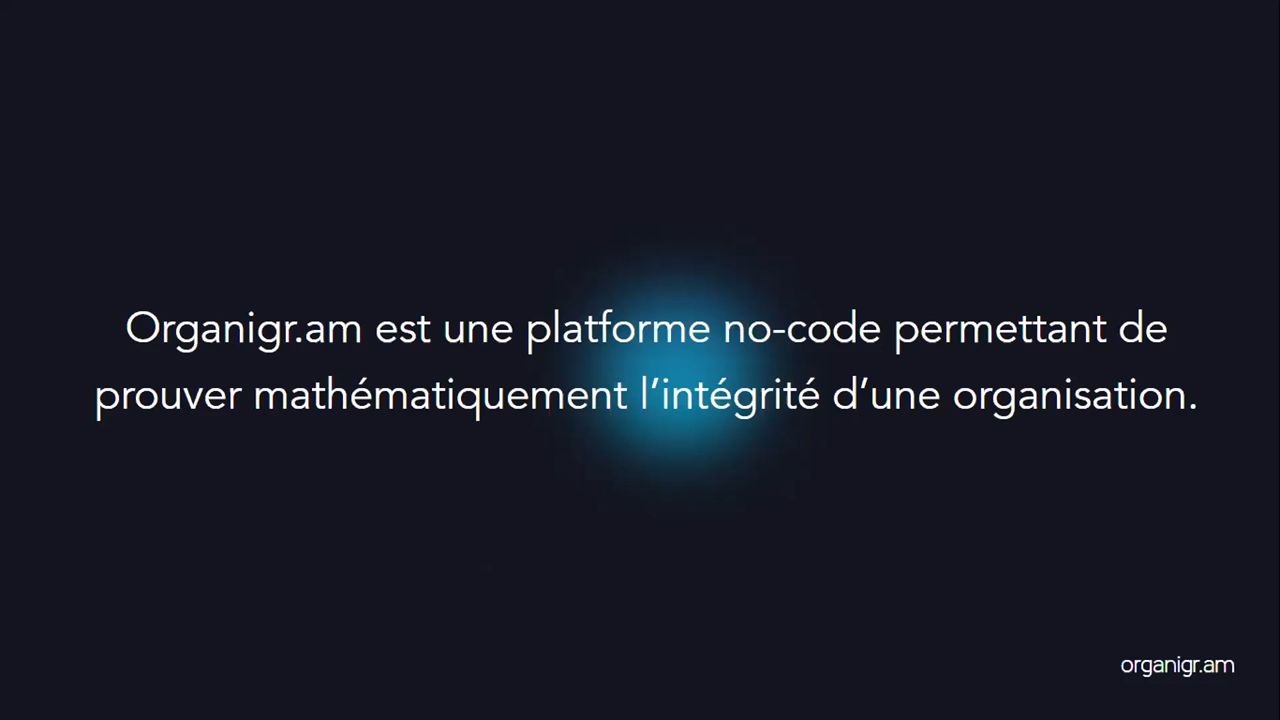 Organigr.am est une platforme no-code permettant de
prouver mathématiquement l’intégrité d’une organisation.
organigr.am